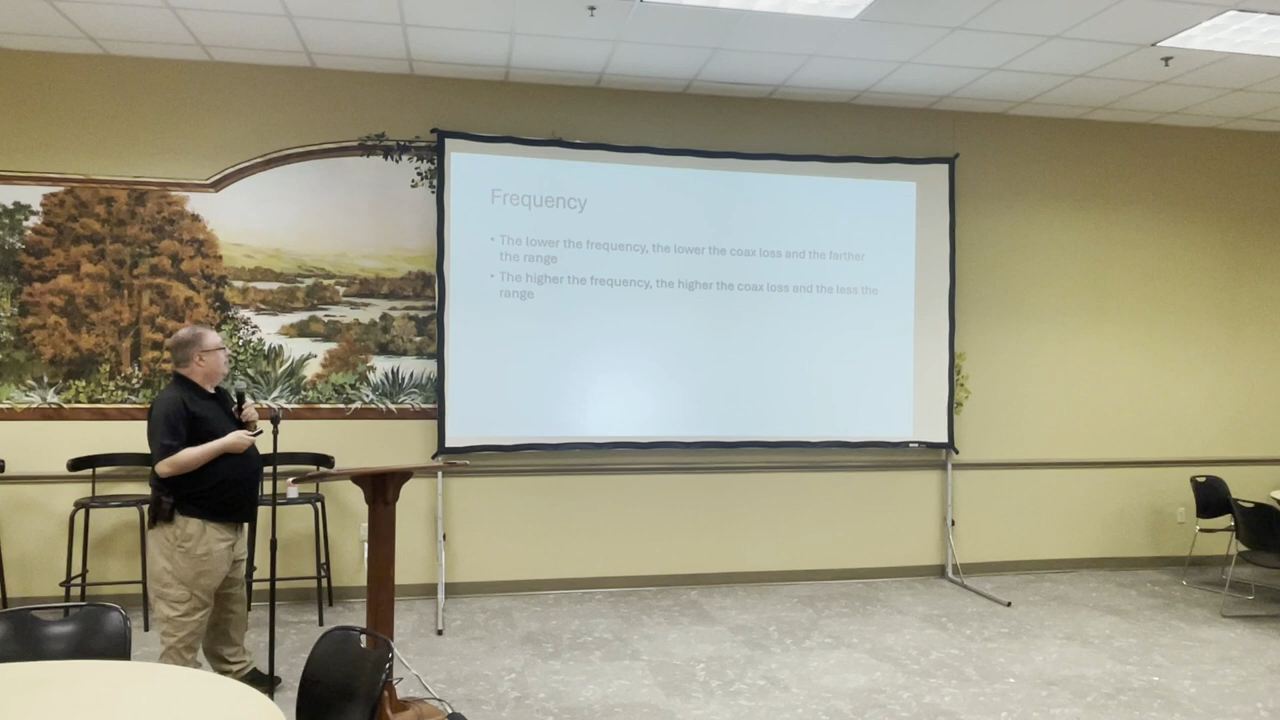 Frequency
• The lower the frequency, the lower the coax loss and the farther
the range
• The higher the frequency, the higher the coax loss and the less the
range